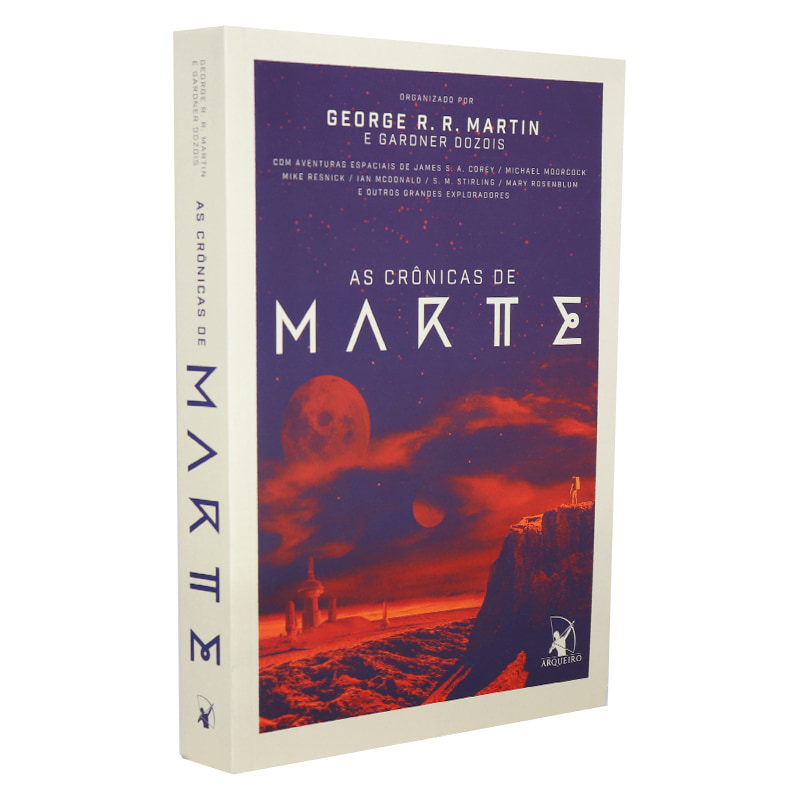 GEORGE R. R. MARTIN
E GARDNER DOZOIS
AS CRÔNICAS DE
MARTE
ORGANIZADO POR
GEORGE R. R. MARTIN
E GARDNER DOZOIS
COM AVENTURAS ESPACIAIS DE JAMES S. A. COREY / MICHAEL MOORCOCK
MIKE RESNICK / IAN MCDONALD / S. M. STIRLING / MARY ROSENBLUM
E OUTROS GRANDES EXPLORADORES
AS CRÔNICAS DE
MARTE
ARQUEIRO